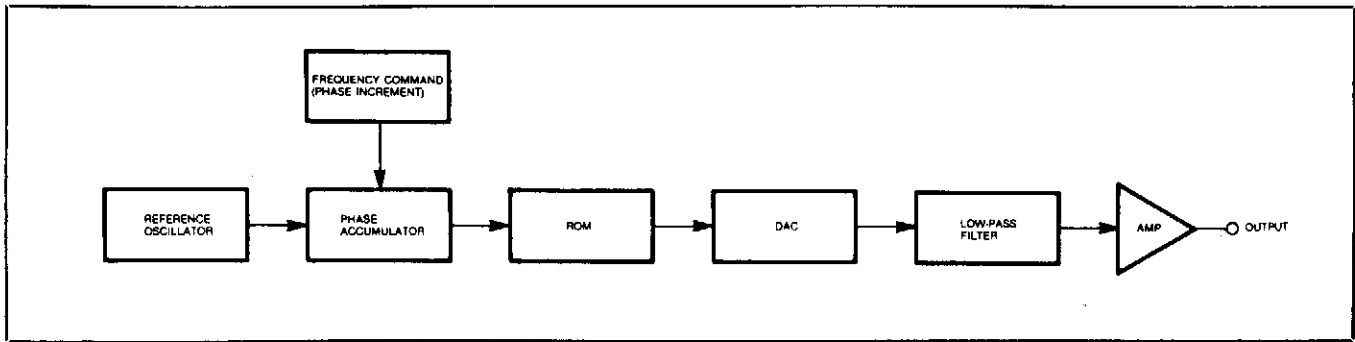 FREQUENCY COMMAND
(PHASE INCREMENT)
REFERENCE
OSCILLATOR
PHASE
ACCUMULATOR
ROM
DAC
LOW-PASS
FILTER
AMP
OUTPUT